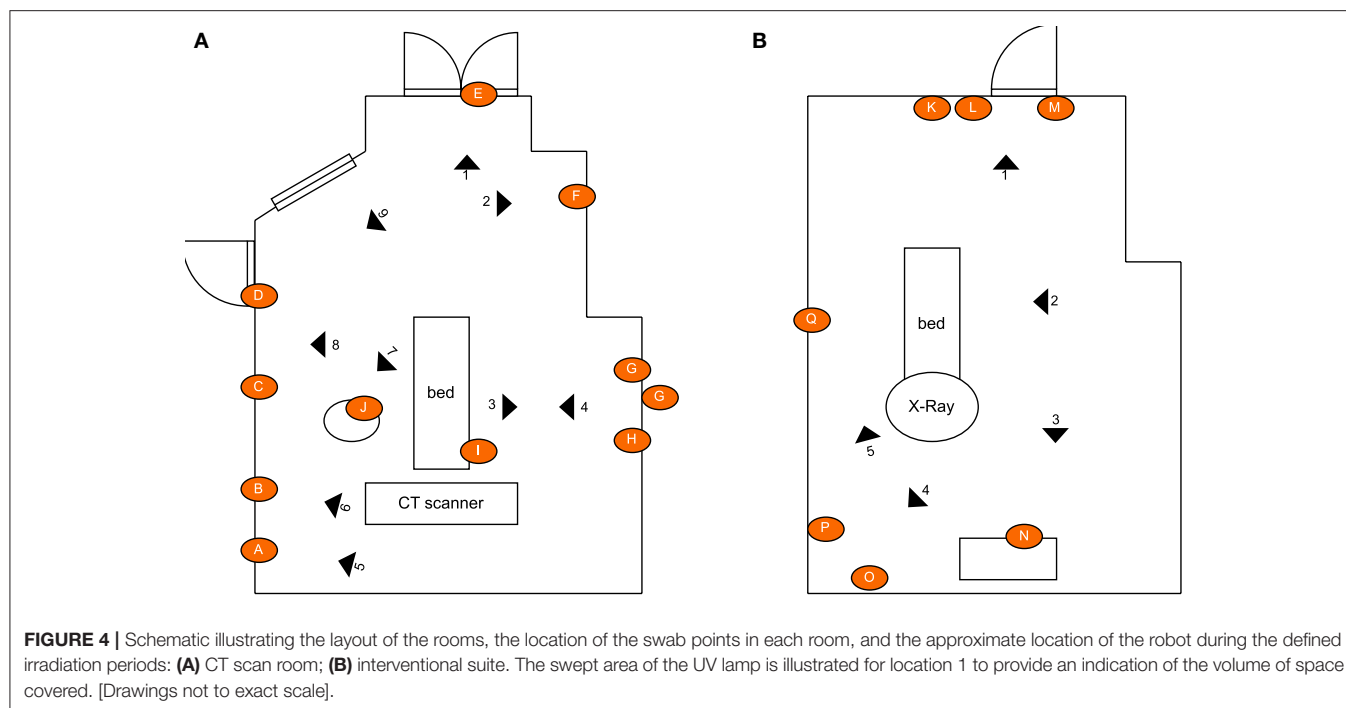 A
B
E
K
L
M
1
1
2
F
9
D
2
Q
bed
8
7
bed
G
C
G
J
3
4
X-Ray
3
H
5
I
B
6
CT scanner
4
P
N
A
5
O
FIGURE 4 | Schematic illustrating the layout of the rooms, the location of the swab points in each room, and the approximate location of the robot during the defined
irradiation periods: (A) CT scan room; (B) interventional suite. The swept area of the UV lamp is illustrated for location 1 to provide an indication of the volume of space
covered. [Drawings not to exact scale].